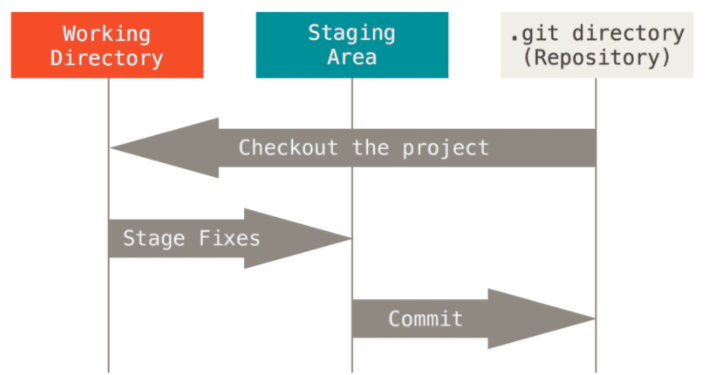 Working
Directory
Staging
Area
.git directory
(Repository)
Checkout the project
Stage Fixes
Commit